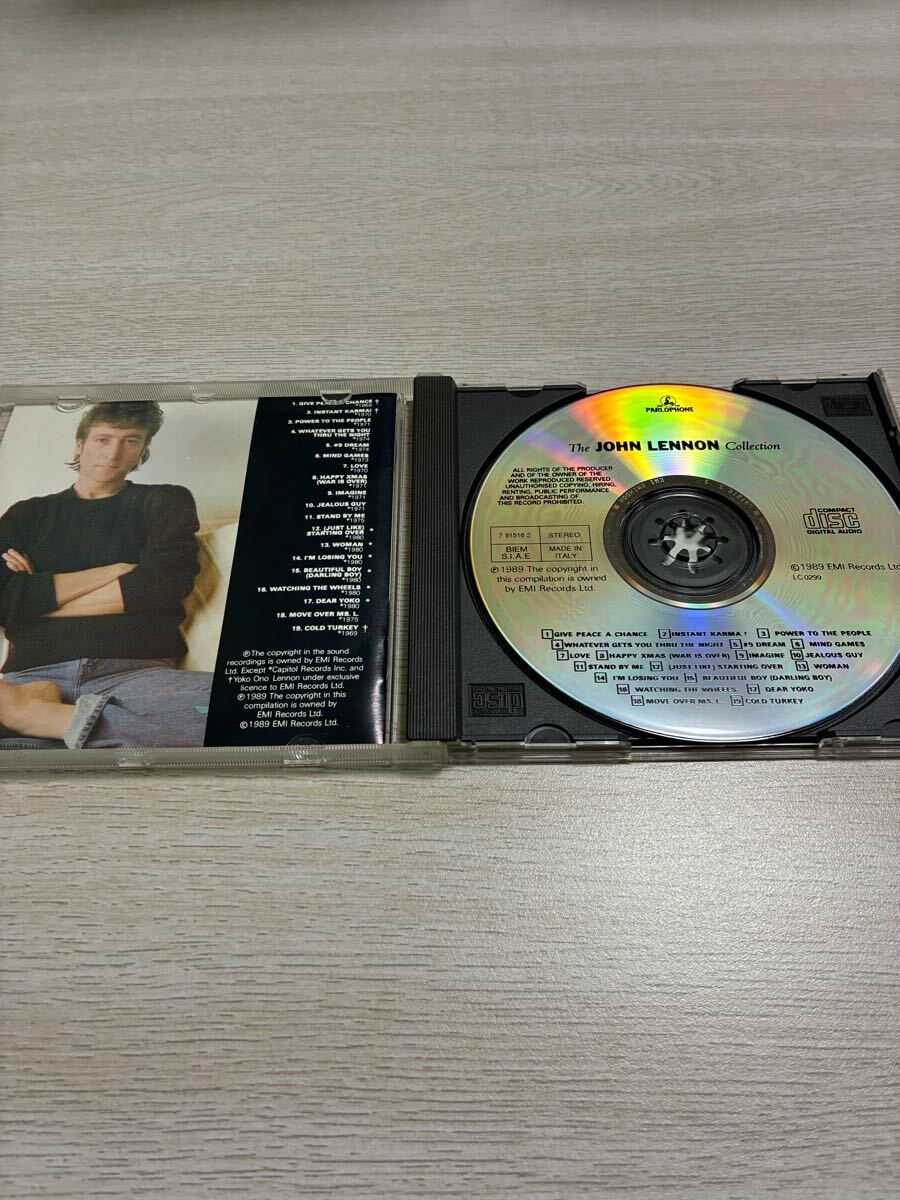 1. GIVE PEACE A CHANCE †
*1969
2. INSTANT KARMA! †
*1970
3. POWER TO THE PEOPLE
*1971
4. WHATEVER GETS YOU
THRU THE NIGHT
*1974
5. #9 DREAM
*1974
6. MIND GAMES
*1973
7. LOVE
*1970
8. HAPPY XMAS
(WAR IS OVER)
*1971
9. IMAGINE
*1971
10. JEALOUS GUY
*1971
11. STAND BY ME
*1975
12. (JUST LIKE) *
STARTING OVER
*1980
13. WOMAN *
*1980
14. I'M LOSING YOU *
*1980
15. BEAUTIFUL BOY *
(DARLING BOY)
*1980
16. WATCHING THE WHEELS *
*1980
17. DEAR YOKO *
*1980
18. MOVE OVER MS. L.
*1975
19. COLD TURKEY †
*1969
℗The copyright in the sound
recordings is owned by EMI Records
Ltd. Except *Capitol Records Inc. and
†Yoko Ono Lennon under exclusive
licence to EMI Records Ltd.
℗1989 The copyright in this
compilation is owned by
EMI Records Ltd.
©1989 EMI Records Ltd.
PARLOPHONE
The JOHN LENNON Collection
ALL RIGHTS OF THE PRODUCER
AND OF THE OWNER OF THE
WORK REPRODUCED RESERVED.
UNAUTHORISED COPYING, HIRING,
RENTING, PUBLIC PERFORMANCE
AND BROADCASTING OF
THIS RECORD PROHIBITED.
COMPACT
disc
DIGITAL AUDIO
7 91516 2 STEREO
BIEM MADE IN
S.I.A.E. ITALY
℗1989 The copyright in
this compilation is owned
by EMI Records Ltd.
©1989 EMI Records Ltd.
LC 0299
1 GIVE PEACE A CHANCE 2 INSTANT KARMA! 3 POWER TO THE PEOPLE
4 WHATEVER GETS YOU THRU THE NIGHT 5 #9 DREAM 6 MIND GAMES
7 LOVE 8 HAPPY XMAS (WAR IS OVER) 9 IMAGINE 10 JEALOUS GUY
11 STAND BY ME 12 (JUST LIKE) STARTING OVER 13 WOMAN
14 I'M LOSING YOU 15 BEAUTIFUL BOY (DARLING BOY)
16 WATCHING THE WHEELS 17 DEAR YOKO
18 MOVE OVER MS. L. 19 COLD TURKEY